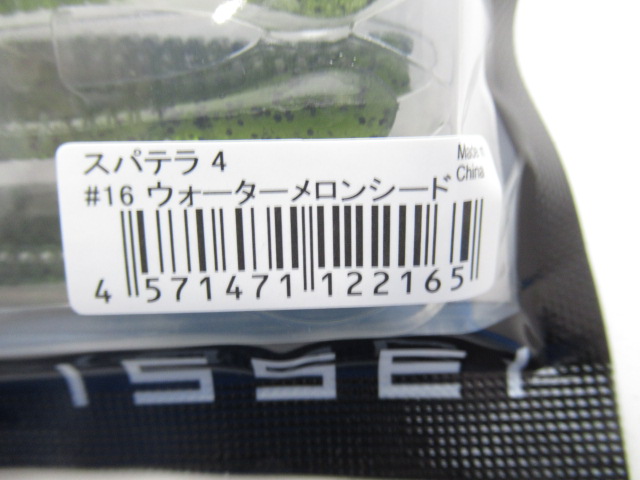 スパテラ 4
Made in
China
#16 ウォーターメロンシード
4 571471 122165
ISSEI